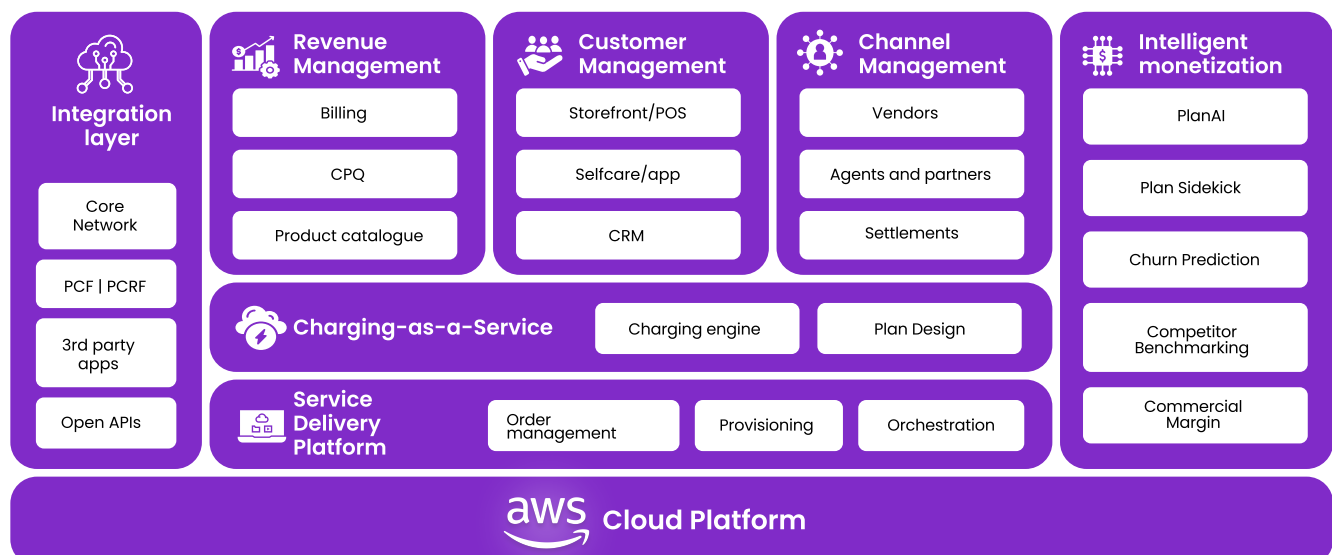 Integration
layer
Core
Network
PCF | PCRF
3rd party
apps
Open APIs
$
Revenue
Management
Billing
CPQ
Product catalogue
Customer
Management
Storefront/POS
Selfcare/app
CRM
Channel
Management
Vendors
Agents and partners
Settlements
$
Intelligent
monetization
PlanAI
Plan Sidekick
Churn Prediction
Competitor
Benchmarking
Commercial
Margin
Charging-as-a-Service
Charging engine
Plan Design
Service
Delivery
Platform
Order
management
Provisioning
Orchestration
aws Cloud Platform